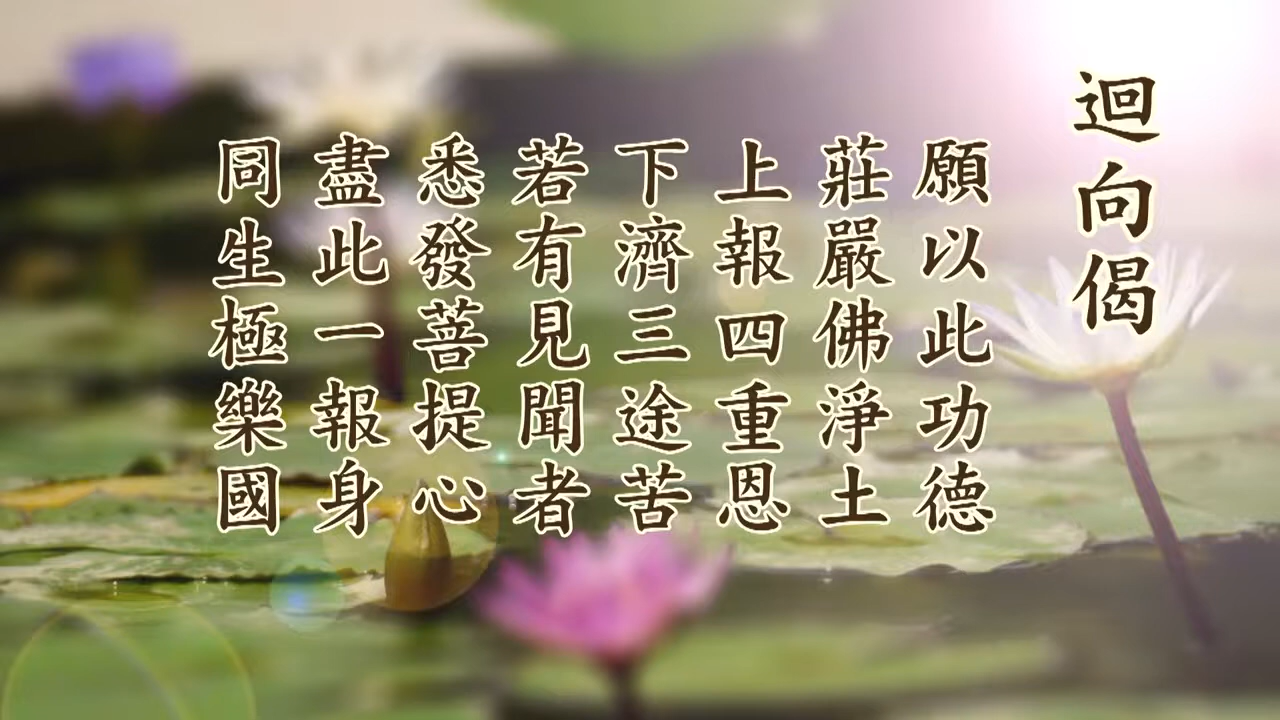 迴向偈
願以此功德
莊嚴佛淨土
上報四重恩
下濟三途苦
若有見聞者
悉發菩提心
盡此一報身
同生極樂國